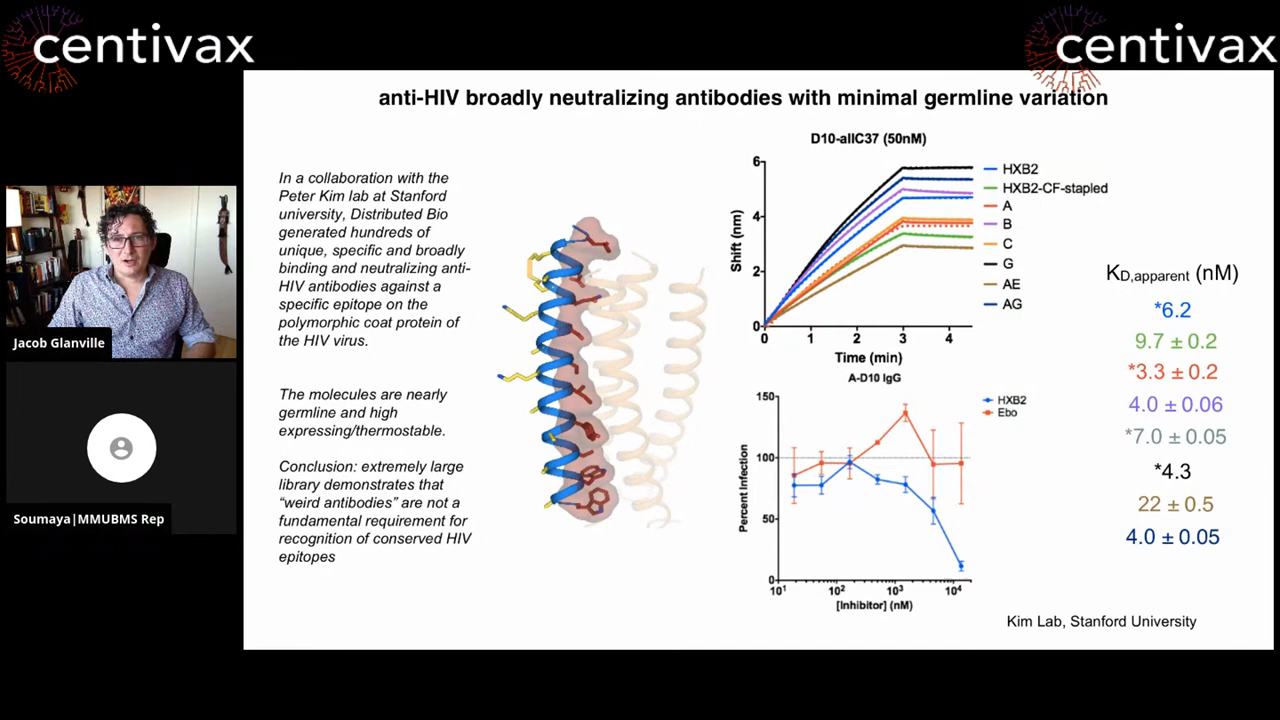 centivax
centivax
anti-HIV broadly neutralizing antibodies with minimal germline variation
In a collaboration with the
Peter Kim lab at Stanford
university, Distributed Bio
generated hundreds of
unique, specific and broadly
binding and neutralizing anti-
HIV antibodies against a
specific epitope on the
polymorphic coat protein of
the HIV virus.
The molecules are nearly
germline and high
expressing/thermostable.
Conclusion: extremely large
library demonstrates that
“weird antibodies” are not a
fundamental requirement for
recognition of conserved HIV
epitopes
D10-allC37 (50nM)
6
4
2
0
Shift (nm)
0 1 2 3 4
Time (min)
HXB2
HXB2-CF-stapled
A
B
C
G
AE
AG
A-D10 IgG
150
100
50
0
Percent Infection
10¹ 10² 10³ 10⁴
[Inhibitor] (nM)
HXB2
Ebo
KD,apparent (nM)
*6.2
9.7 ± 0.2
*3.3 ± 0.2
4.0 ± 0.06
*7.0 ± 0.05
*4.3
22 ± 0.5
4.0 ± 0.05
Kim Lab, Stanford University
Jacob Glanville
Soumaya|MMUBMS Rep